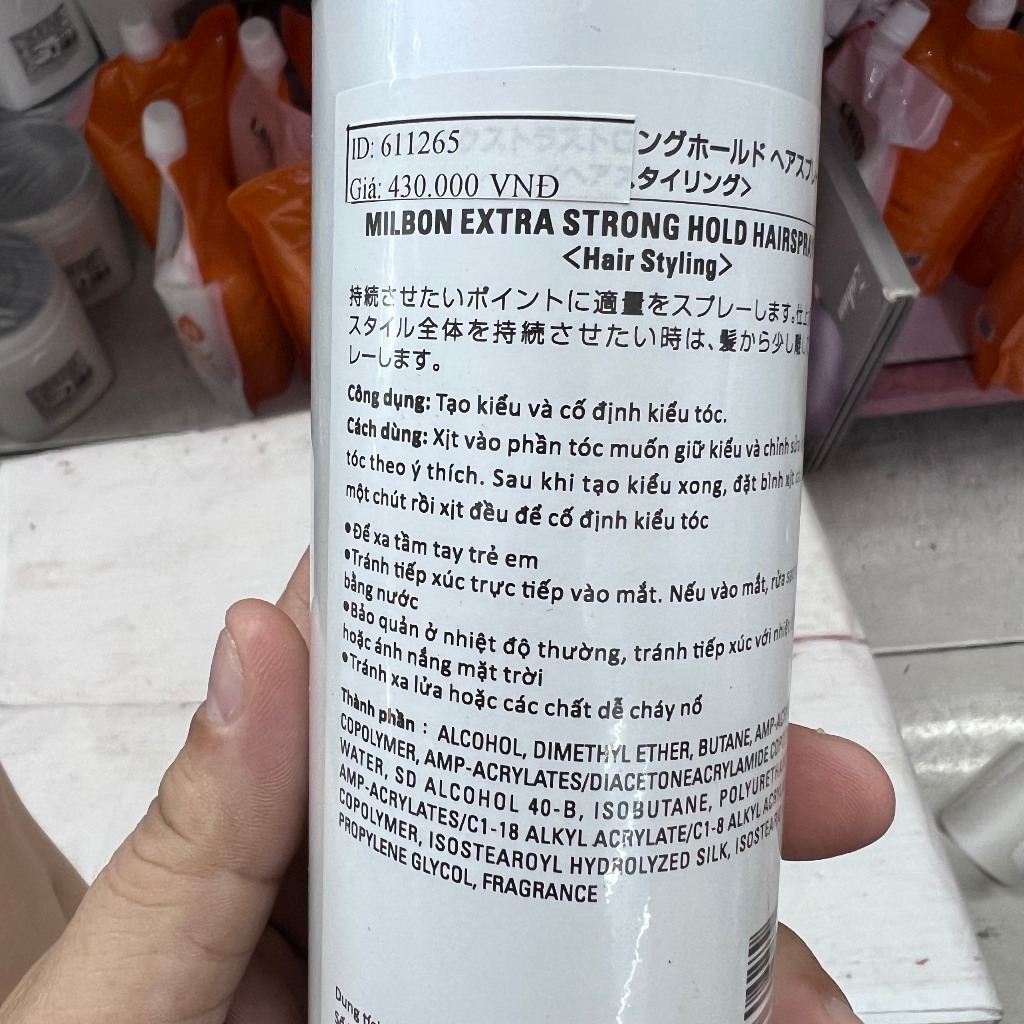 ID: 611265
Giá: 430.000 VNĐ
ングホールド ヘアスプレー
タイリング>
MILBON EXTRA STRONG HOLD HAIRSPRAY
<Hair Styling>
持続させたいポイントに適量をスプレーします。仕上
スタイル全体を持続させたい時は、髪から少し離し
レーします。
Công dụng: Tạo kiểu và cố định kiểu tóc.
Cách dùng: Xịt vào phần tóc muốn giữ kiểu và chỉnh sửa
tóc theo ý thích. Sau khi tạo kiểu xong, đặt bình xịt
một chút rồi xịt đều để cố định kiểu tóc
•Để xa tầm tay trẻ em
•Tránh tiếp xúc trực tiếp vào mắt. Nếu vào mắt, rửa
bằng nước
•Bảo quản ở nhiệt độ thường, tránh tiếp xúc với nhiệt
hoặc ánh nắng mặt trời
•Tránh xa lửa hoặc các chất dễ cháy nổ
Thành phần : ALCOHOL, DIMETHYL ETHER, BUTANE,
COPOLYMER, AMP-ACRYLATES/DIACETONEACRYLAMIDE
WATER, SD ALCOHOL 40-B, ISOBUTANE,
AMP-ACRYLATES/C1-18 ALKYL ACRYLATE/C1-8 ALKYL
COPOLYMER, ISOSTEAROYL HYDROLYZED SILK,
PROPYLENE GLYCOL, FRAGRANCE
Dung